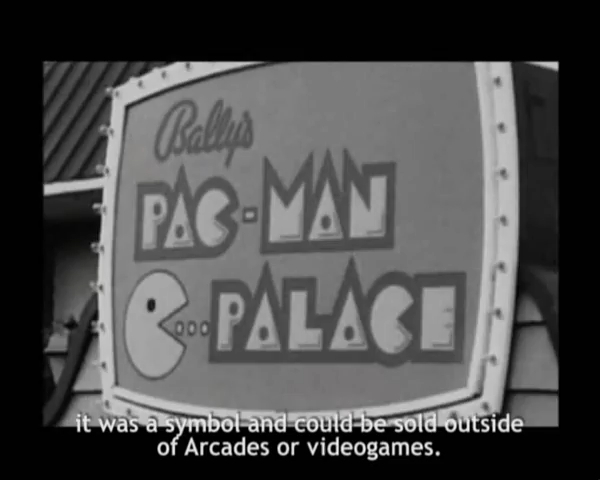 Bally's
PAC-MAN
PALACE
it was a symbol and could be sold outside
of Arcades or videogames.